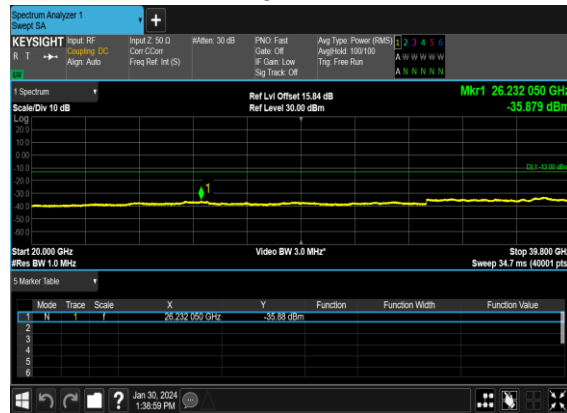 Spectrum Analyzer 1
Swept SA
+
KEYSIGHT Input: RF Input Z: 50 Ω #Atten: 30 dB PNO: Fast Avg Type: Power (RMS) 1 2 3 4 5 6
R T Coupling: DC Corr CCorr Gate: Off Avg|Hold: 100/100 A W W W W W
Align: Auto Freq Ref: Int (S) IF Gain: Low Trig: Free Run
Sig Track: Off A N N N N N
1 Spectrum Ref Lvl Offset 15.84 dB Mkr1 26.232 050 GHz
Scale/Div 10 dB Ref Level 30.00 dBm -35.879 dBm
Log
20.0
10.0
0.00
-10.0
DL1 -13.00 dBm
-20.0
-30.0
1
-40.0
-50.0
-60.0
Start 20.000 GHz Video BW 3.0 MHz* Stop 39.800 GHz
#Res BW 1.0 MHz Sweep 34.7 ms (40001 pts)
5 Marker Table
Mode Trace Scale X Y Function Function Width Function Value
1 N 1 f 26.232 050 GHz -35.88 dBm
2
3
4
5
6
? Jan 30, 2024
1:38:59 PM